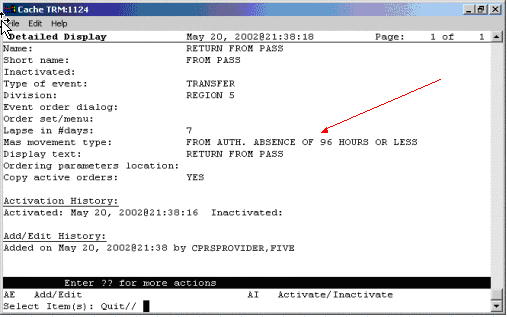 Cache TRM:1124
File Edit Help
Detailed Display May 20, 2002@21:38:18 Page: 1 of 1
Name: RETURN FROM PASS
Short name: FROM PASS
Inactivated:
Type of event: TRANSFER
Division: REGION 5
Event order dialog:
Order set/menu:
Lapse in #days: 7
Mas movement type: FROM AUTH. ABSENCE OF 96 HOURS OR LESS
Display text: RETURN FROM PASS
Ordering parameters location:
Copy active orders: YES
Activation History:
Activated: May 20, 2002@21:38:16 Inactivated:
Add/Edit History:
Added on May 20, 2002@21:38 by CPRSPROVIDER,FIVE
Enter ?? for more actions
AE Add/Edit AI Activate/Inactivate
Select Item(s): Quit//